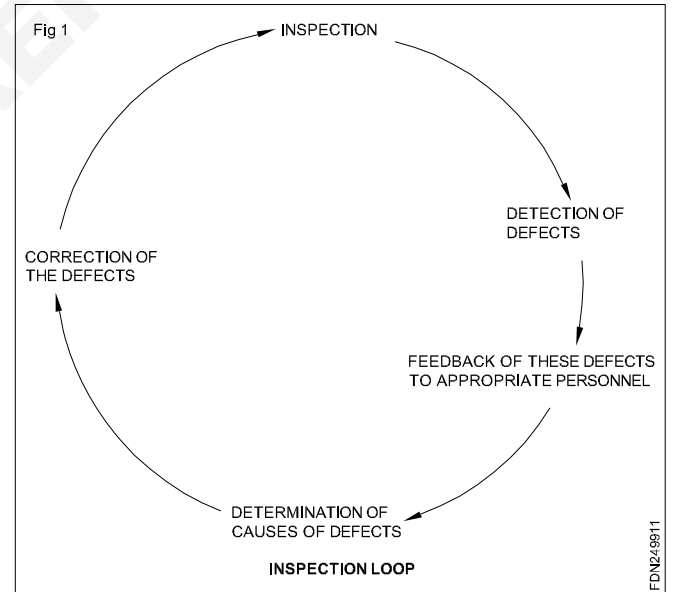 Fig 1
INSPECTION
DETECTION OF
DEFECTS
FEEDBACK OF THESE DEFECTS
TO APPROPRIATE PERSONNEL
DETERMINATION OF
CAUSES OF DEFECTS
CORRECTION OF
THE DEFECTS
INSPECTION LOOP
FDN249911